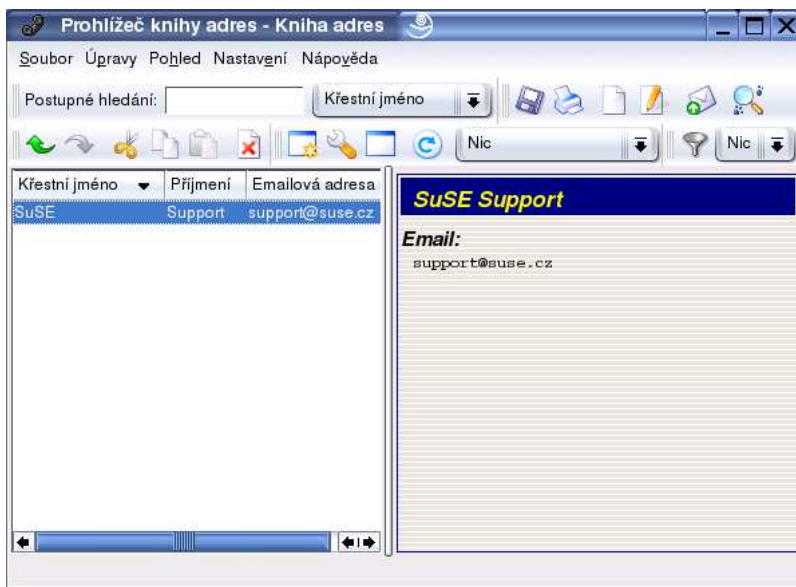 Prohlížeč knihy adres - Kniha adres
Soubor Úpravy Pohled Nastavení Nápověda
Postupné hledání: Křestní jméno
Nic Nic
Křestní jméno Příjmení Emailová adresa
SuSE Support support@suse.cz
SuSE Support
Email:
support@suse.cz